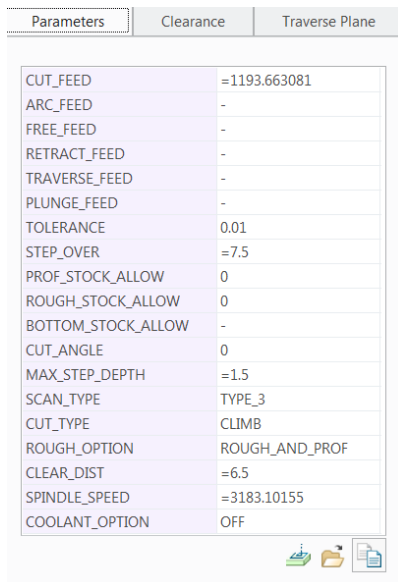 Parameters Clearance Traverse Plane
CUT_FEED =1193.663081
ARC_FEED -
FREE_FEED -
RETRACT_FEED -
TRAVERSE_FEED -
PLUNGE_FEED -
TOLERANCE 0.01
STEP_OVER =7.5
PROF_STOCK_ALLOW 0
ROUGH_STOCK_ALLOW 0
BOTTOM_STOCK_ALLOW -
CUT_ANGLE 0
MAX_STEP_DEPTH =1.5
SCAN_TYPE TYPE_3
CUT_TYPE CLIMB
ROUGH_OPTION ROUGH_AND_PROF
CLEAR_DIST =6.5
SPINDLE_SPEED =3183.10155
COOLANT_OPTION OFF